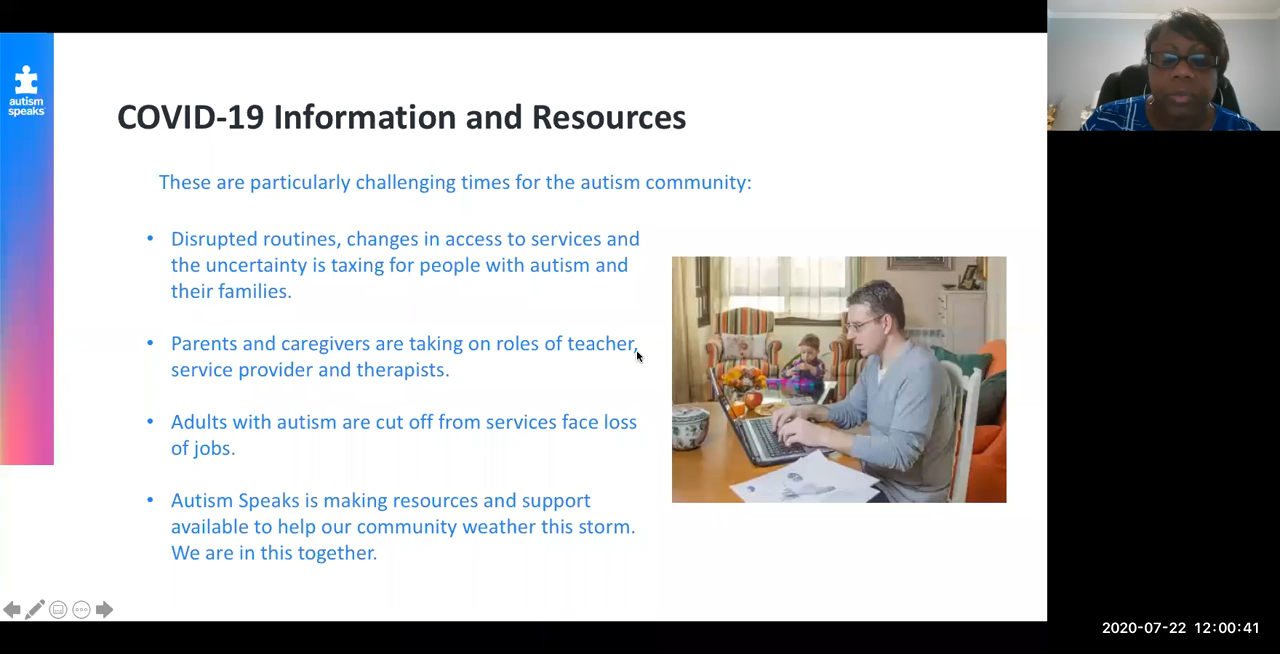 autism
speaks
COVID-19 Information and Resources
These are particularly challenging times for the autism community:
• Disrupted routines, changes in access to services and
the uncertainty is taxing for people with autism and
their families.
• Parents and caregivers are taking on roles of teacher,
service provider and therapists.
• Adults with autism are cut off from services face loss
of jobs.
• Autism Speaks is making resources and support
available to help our community weather this storm.
We are in this together.
2020-07-22 12:00:41